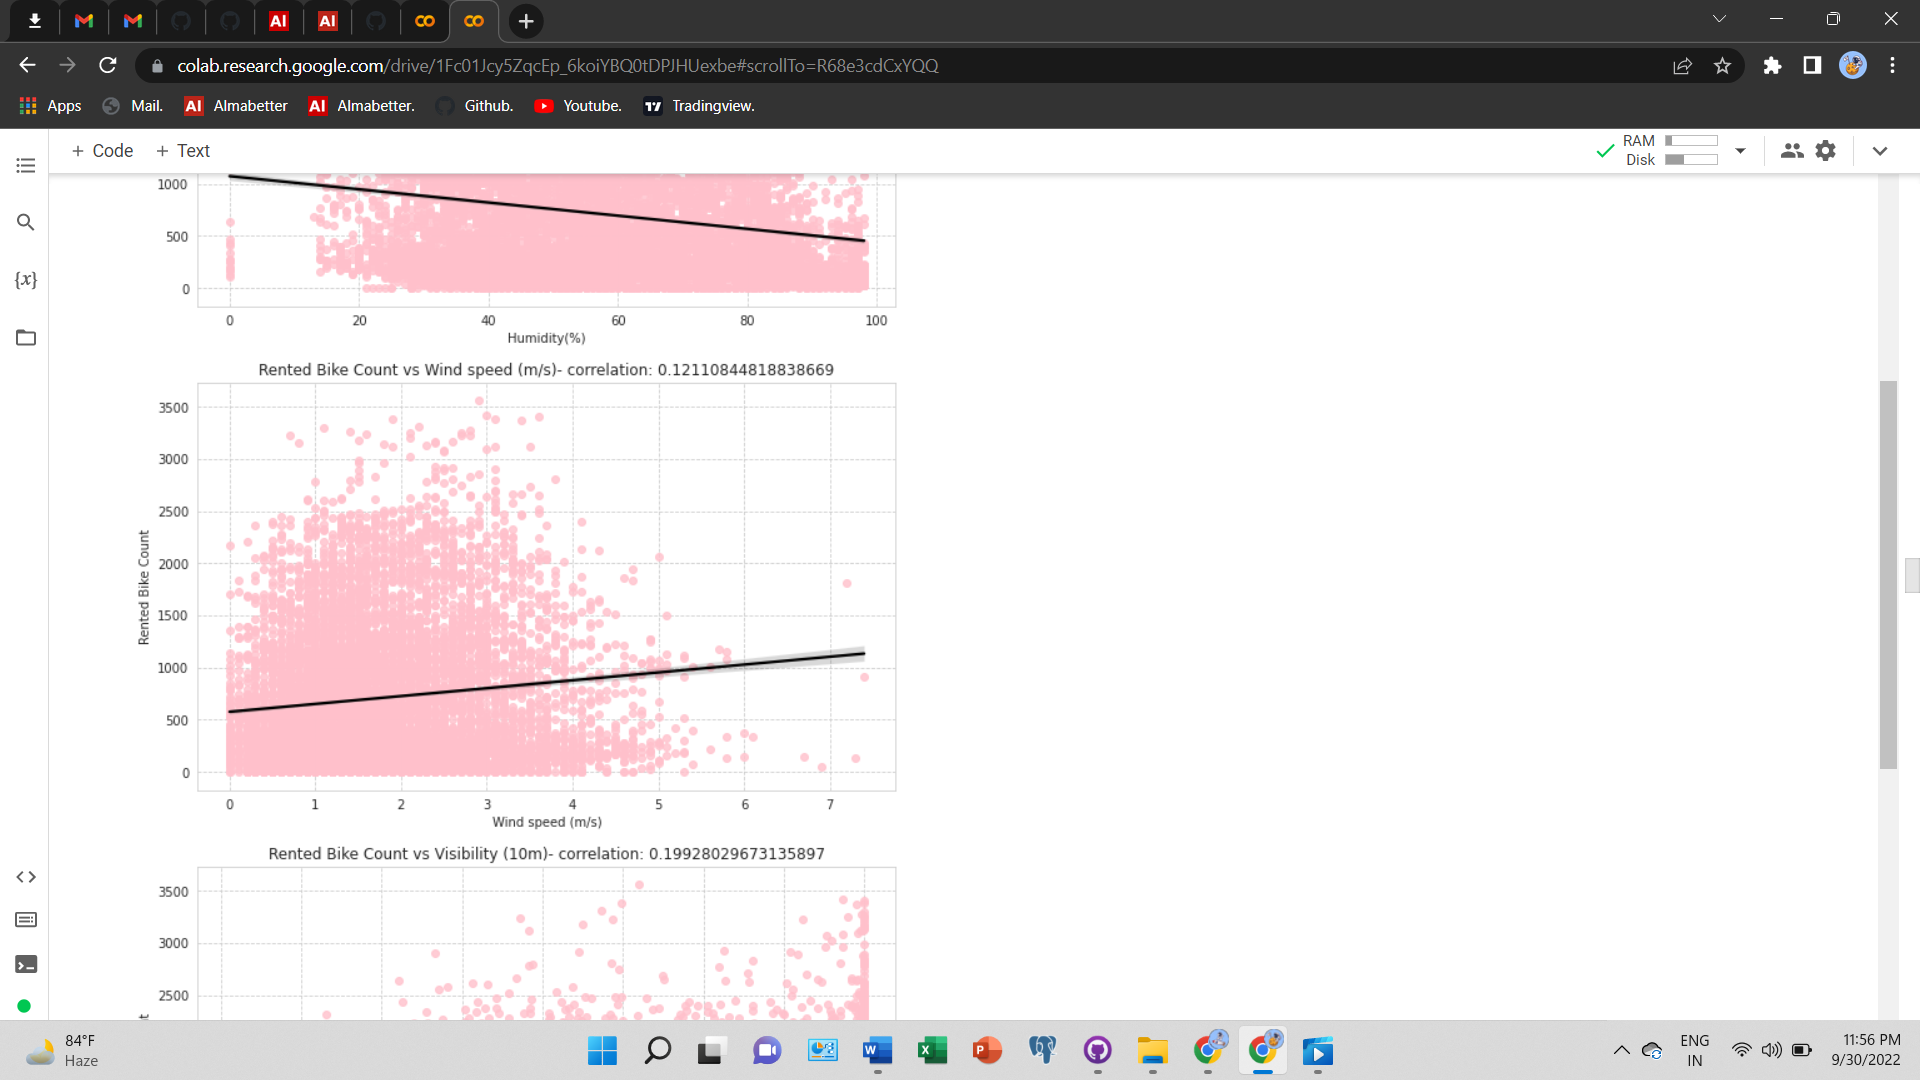 colab.research.google.com/drive/1Fc01Jcy5ZqcEp_6koiYBQ0tDPJHUexbe#scrollTo=R68e3cdCxYQQ
Apps Mail. AI Almabetter AI Almabetter. Github. Youtube. Tradingview.
+ Code + Text
RAM
Disk
{x}
1000
500
0
0 20 40 60 80 100
Humidity(%)
Rented Bike Count vs Wind speed (m/s)- correlation: 0.12110844818838669
3500
3000
2500
2000
1500
1000
500
0
Rented Bike Count
0 1 2 3 4 5 6 7
Wind speed (m/s)
Rented Bike Count vs Visibility (10m)- correlation: 0.19928029673135897
3500
3000
2500
84°F
Haze
ENG
IN
11:56 PM
9/30/2022